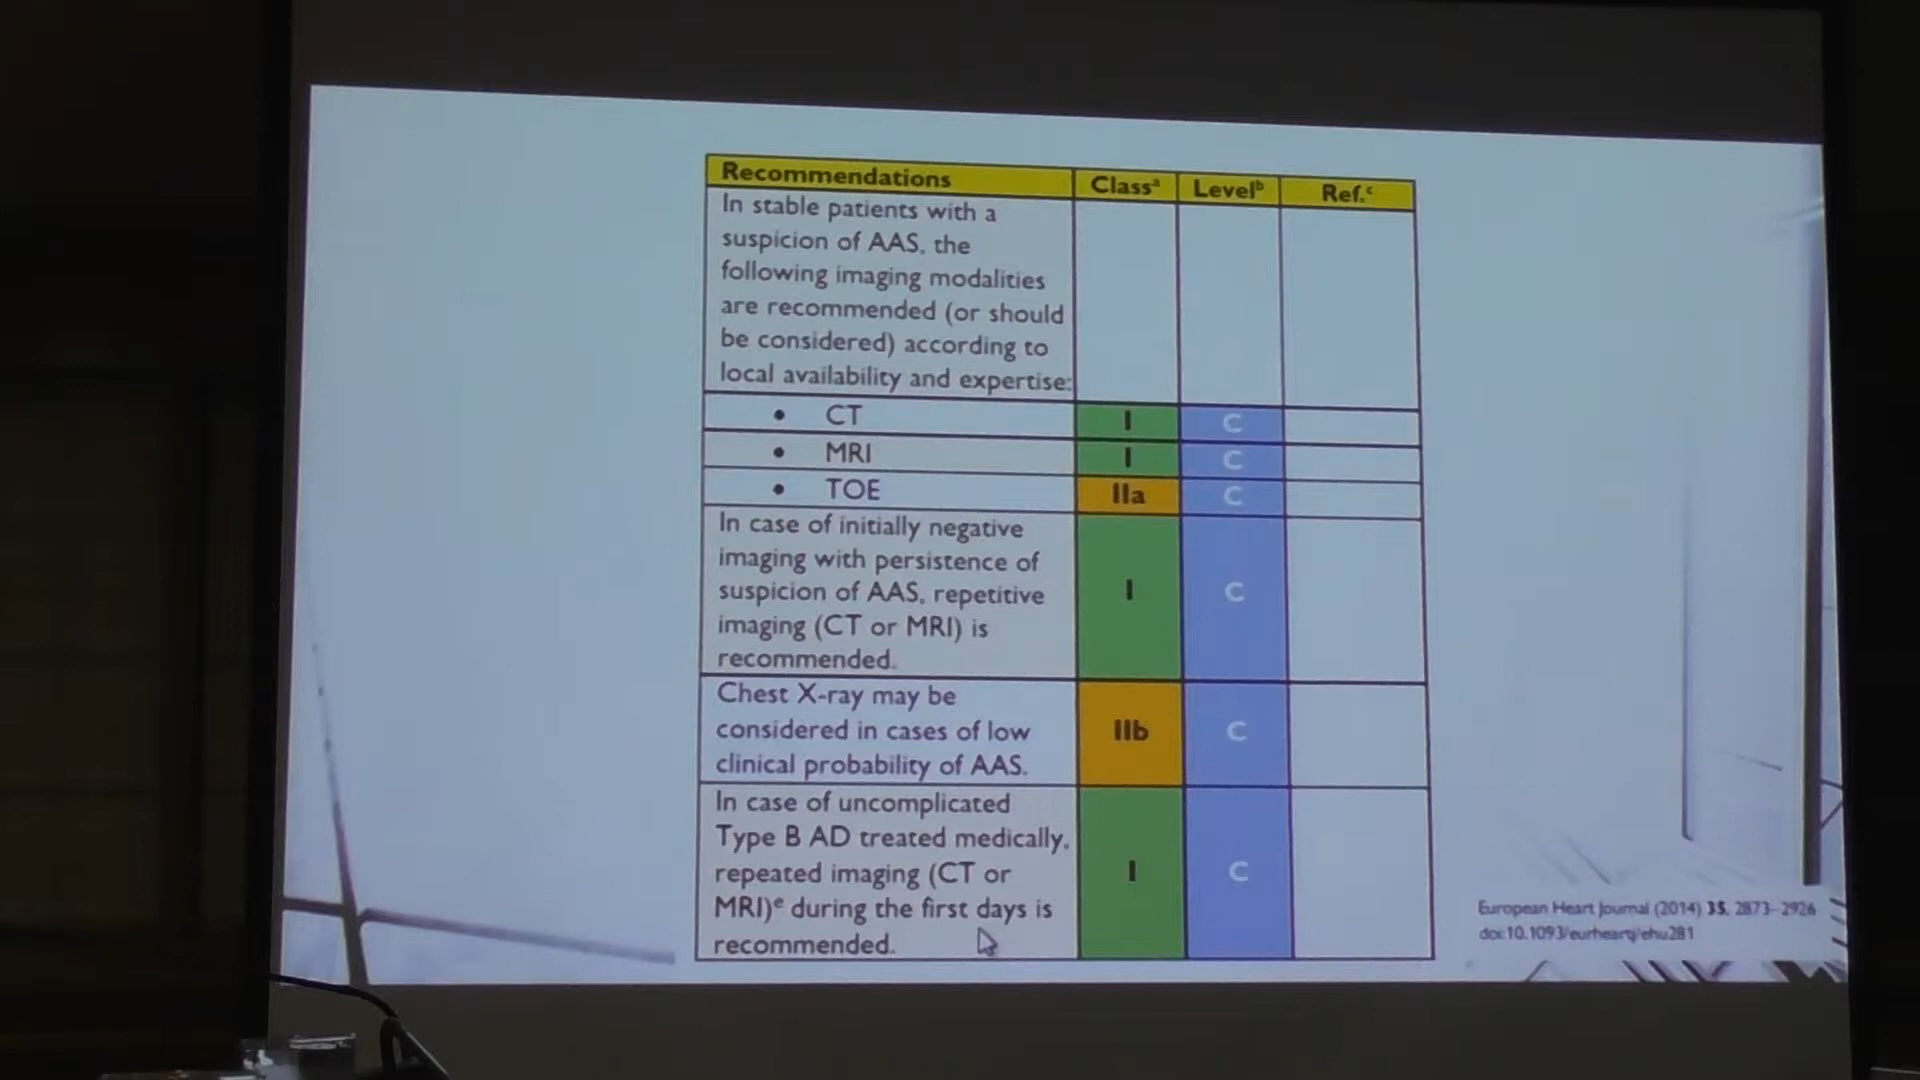 Recommendations Classᵃ Levelᵇ Ref.ᶜ
In stable patients with a
suspicion of AAS, the
following imaging modalities
are recommended (or should
be considered) according to
local availability and expertise:
• CT I C
• MRI I C
• TOE IIa C
In case of initially negative
imaging with persistence of
suspicion of AAS, repetitive
imaging (CT or MRI) is
recommended.
I C
Chest X-ray may be
considered in cases of low
clinical probability of AAS.
IIb C
In case of uncomplicated
Type B AD treated medically,
repeated imaging (CT or
MRI)ᵉ during the first days is
recommended.
I C
European Heart Journal (2014) 35, 2873–2926
doi:10.1093/eurheartj/ehu281